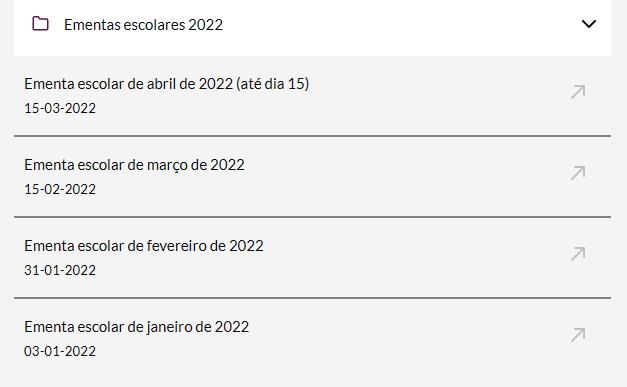 Ementas escolares 2022
Ementa escolar de abril de 2022 (até dia 15)
15-03-2022
Ementa escolar de março de 2022
15-02-2022
Ementa escolar de fevereiro de 2022
31-01-2022
Ementa escolar de janeiro de 2022
03-01-2022